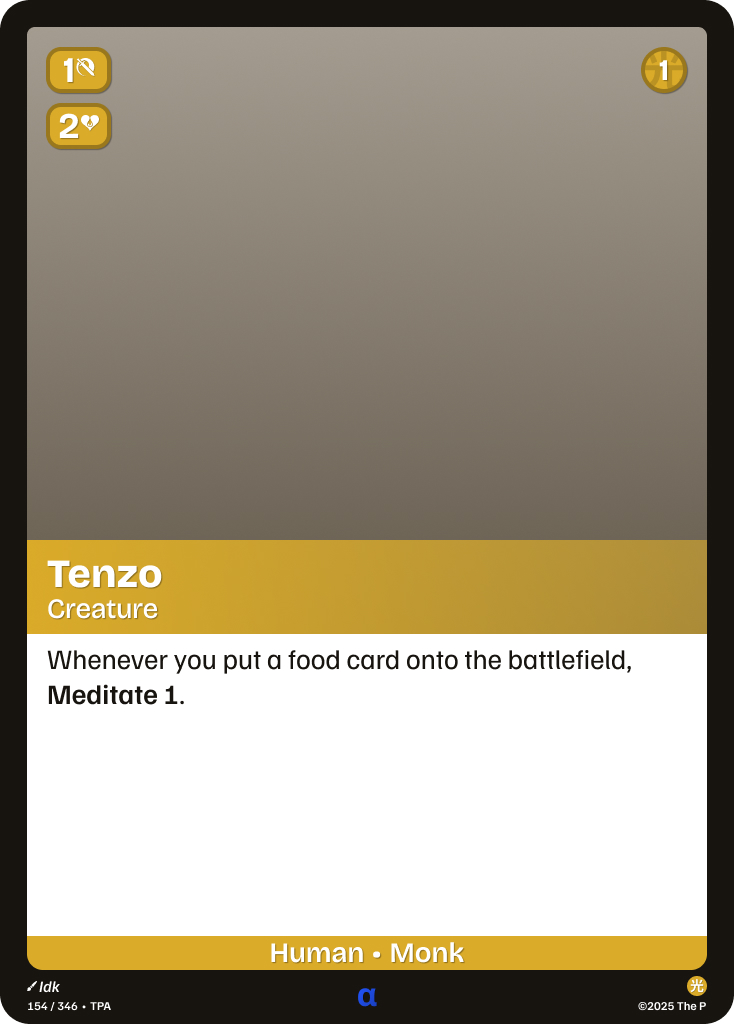 1
1
2
Tenzo
Creature
Whenever you put a food card onto the battlefield,
Meditate 1.
Human • Monk
Idk
154 / 346 • TPA
α
光
©2025 The P